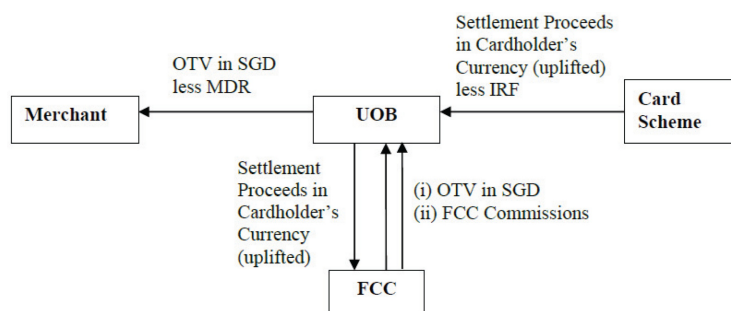 Settlement Proceeds
in Cardholder's
Currency (uplifted)
less IRF
OTV in SGD
less MDR
Merchant
UOB
Card
Scheme
Settlement
Proceeds in
Cardholder's
Currency
(uplifted)
(i) OTV in SGD
(ii) FCC Commissions
FCC